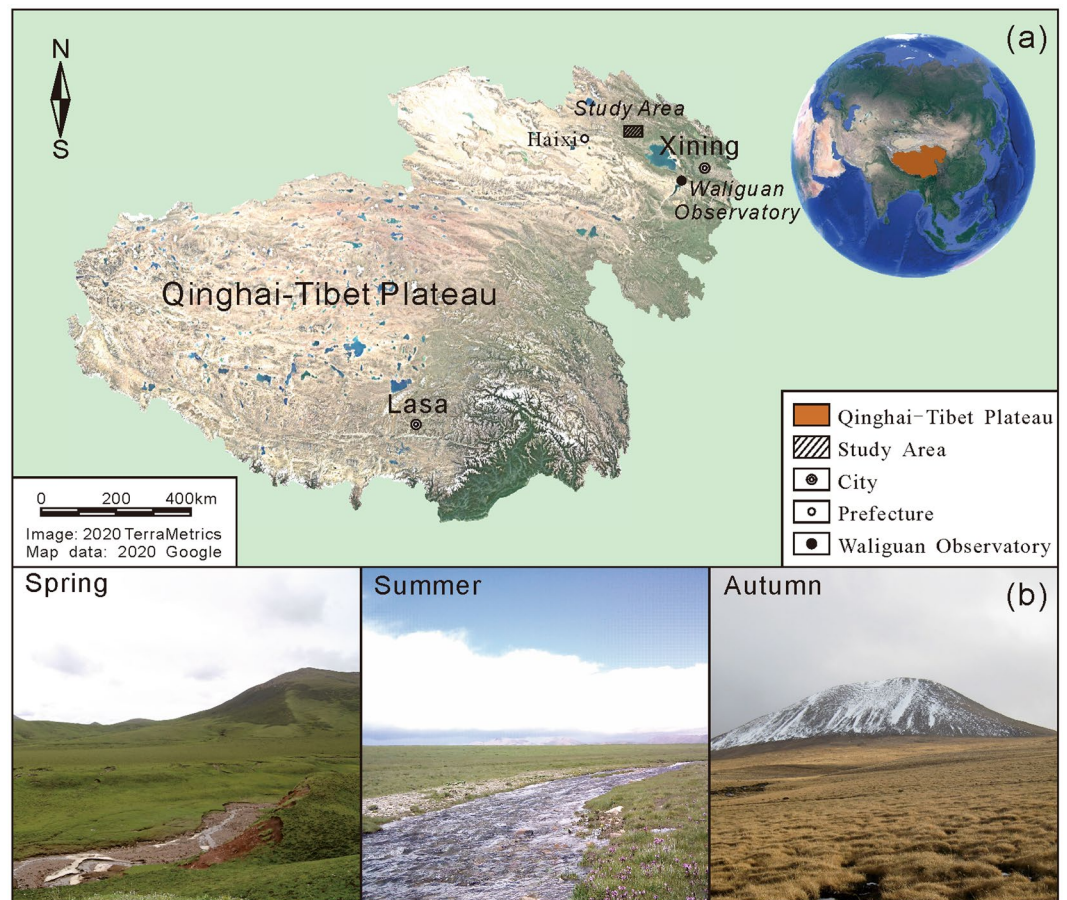 (a)
N
S
Study Area
Haixi
Xining
Waliguan
Observatory
Qinghai-Tibet Plateau
Lasa
0 200 400km
Image: 2020 TerraMetrics
Map data: 2020 Google
Qinghai-Tibet Plateau
Study Area
City
Prefecture
Waliguan Observatory
Spring
Summer
Autumn
(b)